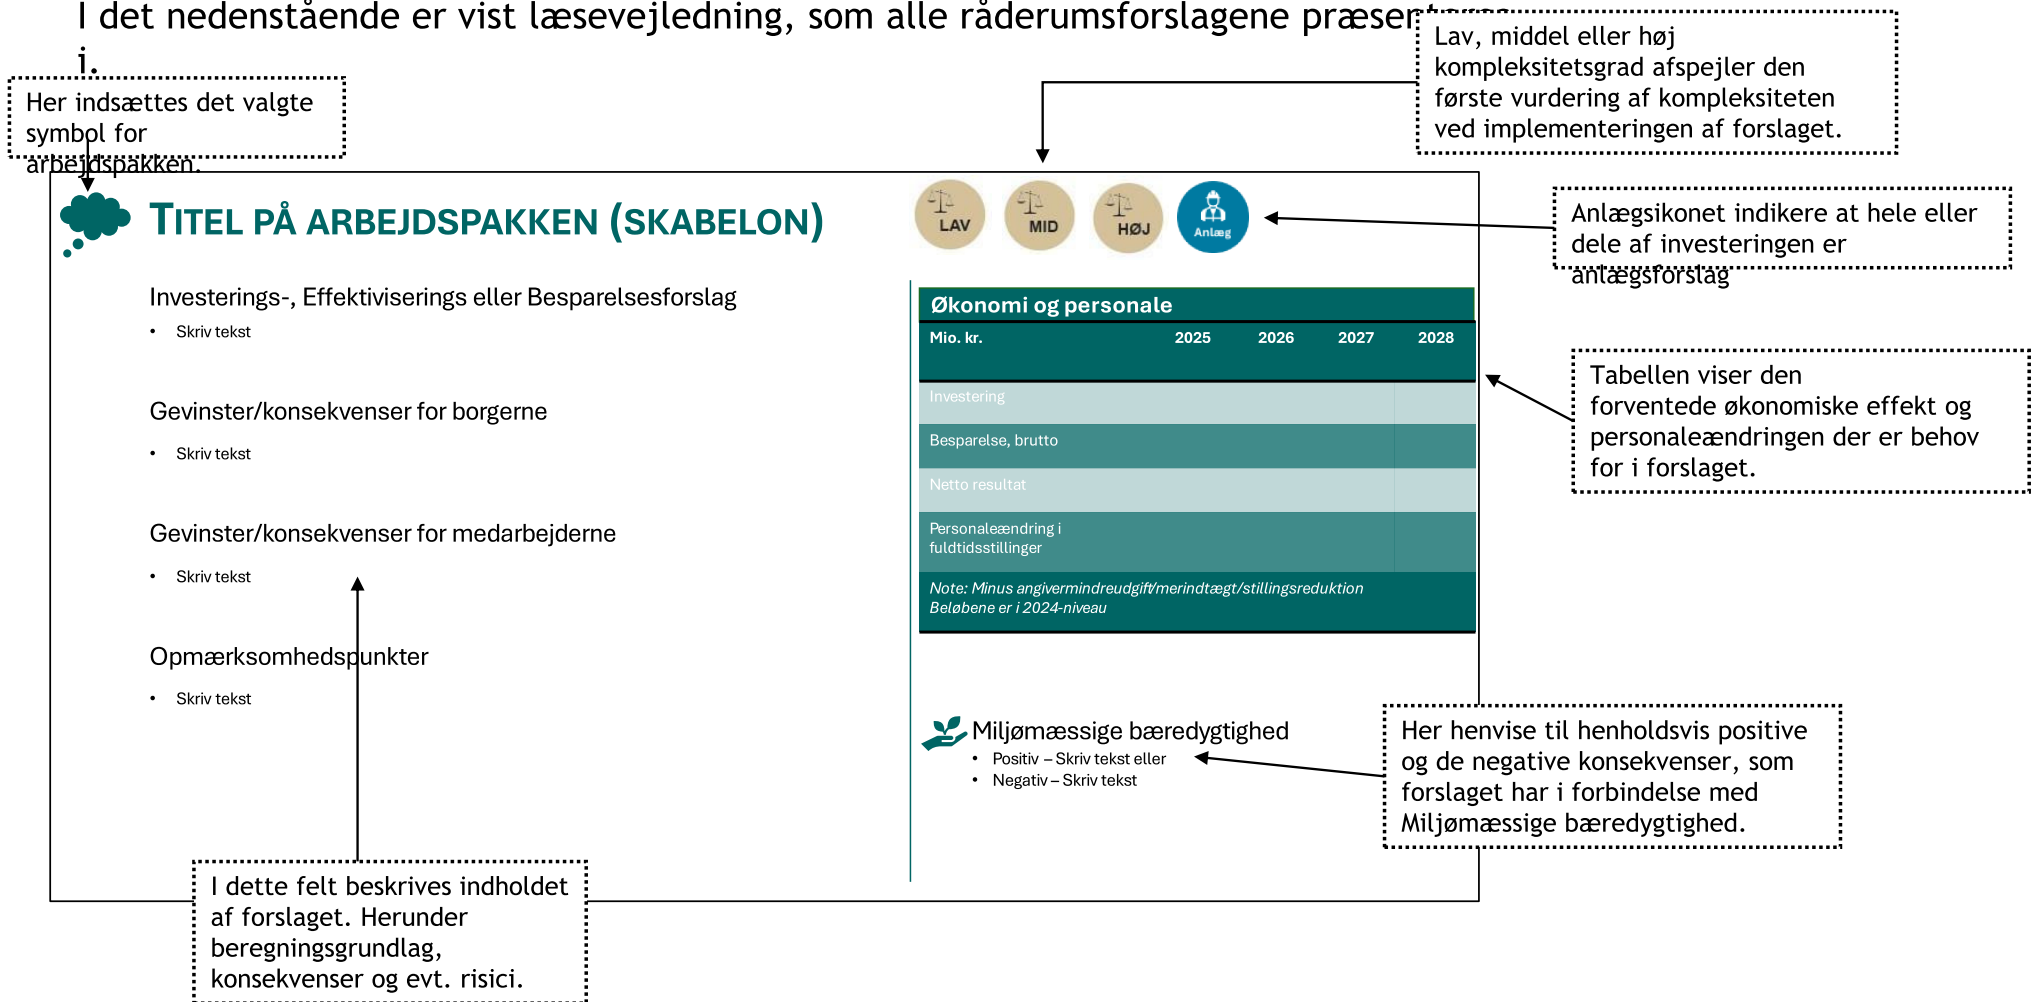 I det nedenstående er vist læsevejledning, som alle råderumsforslagene
i.
Her indsættes det valgte
symbol for
arbejdspakken.
Lav, middel eller høj
kompleksitetsgrad afspejler den
første vurdering af kompleksiteten
ved implementeringen af forslaget.
TITEL PÅ ARBEJDSPAKKEN (SKABELON)
LAV
MID
HØJ
Anlæg
Anlægsikonet indikere at hele eller
dele af investeringen er
anlægsforslag
Investerings-, Effektiviserings eller Besparelsesforslag
• Skriv tekst
Gevinster/konsekvenser for borgerne
• Skriv tekst
Gevinster/konsekvenser for medarbejderne
• Skriv tekst
Opmærksomhedspunkter
• Skriv tekst
Økonomi og personale
Mio. kr. 2025 2026 2027 2028
Investering
Besparelse, brutto
Netto resultat
Personaleændring i
fuldtidsstillinger
Note: Minus angivermindreudgift/merindtægt/stillingsreduktion
Beløbene er i 2024-niveau
Tabellen viser den
forventede økonomiske effekt og
personaleændringen der er behov
for i forslaget.
Miljømæssige bæredygtighed
• Positiv – Skriv tekst eller
• Negativ – Skriv tekst
Her henvise til henholdsvis positive
og de negative konsekvenser, som
forslaget har i forbindelse med
Miljømæssige bæredygtighed.
I dette felt beskrives indholdet
af forslaget. Herunder
beregningsgrundlag,
konsekvenser og evt. risici.